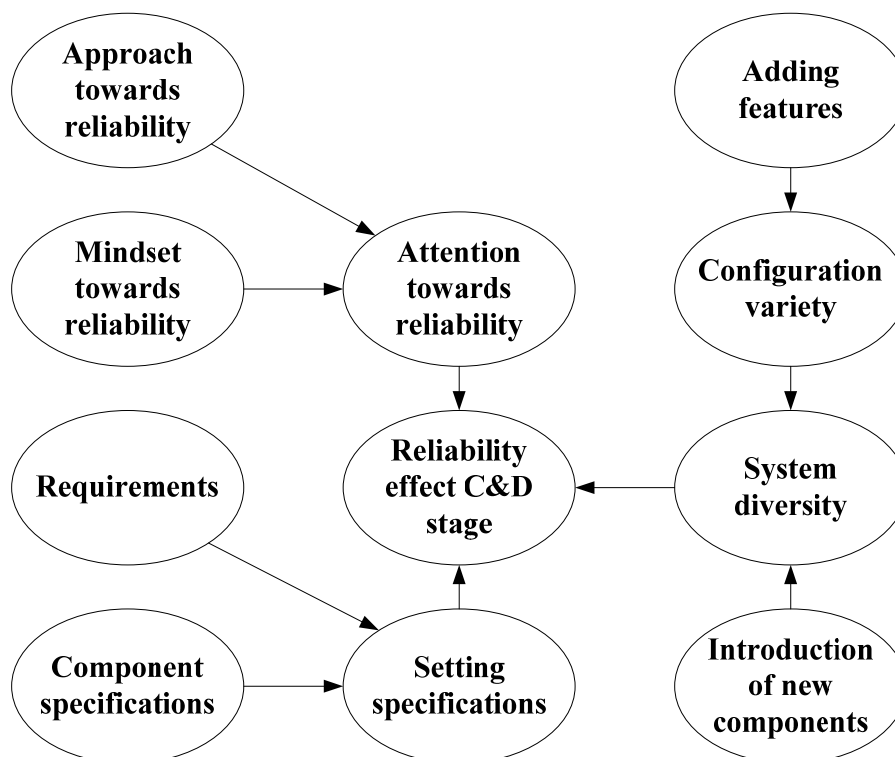 Approach
towards
reliability
Adding
features
Mindset
towards
reliability
Attention
towards
reliability
Configuration
variety
Requirements
Reliability
effect C&D
stage
System
diversity
Component
specifications
Setting
specifications
Introduction
of new
components